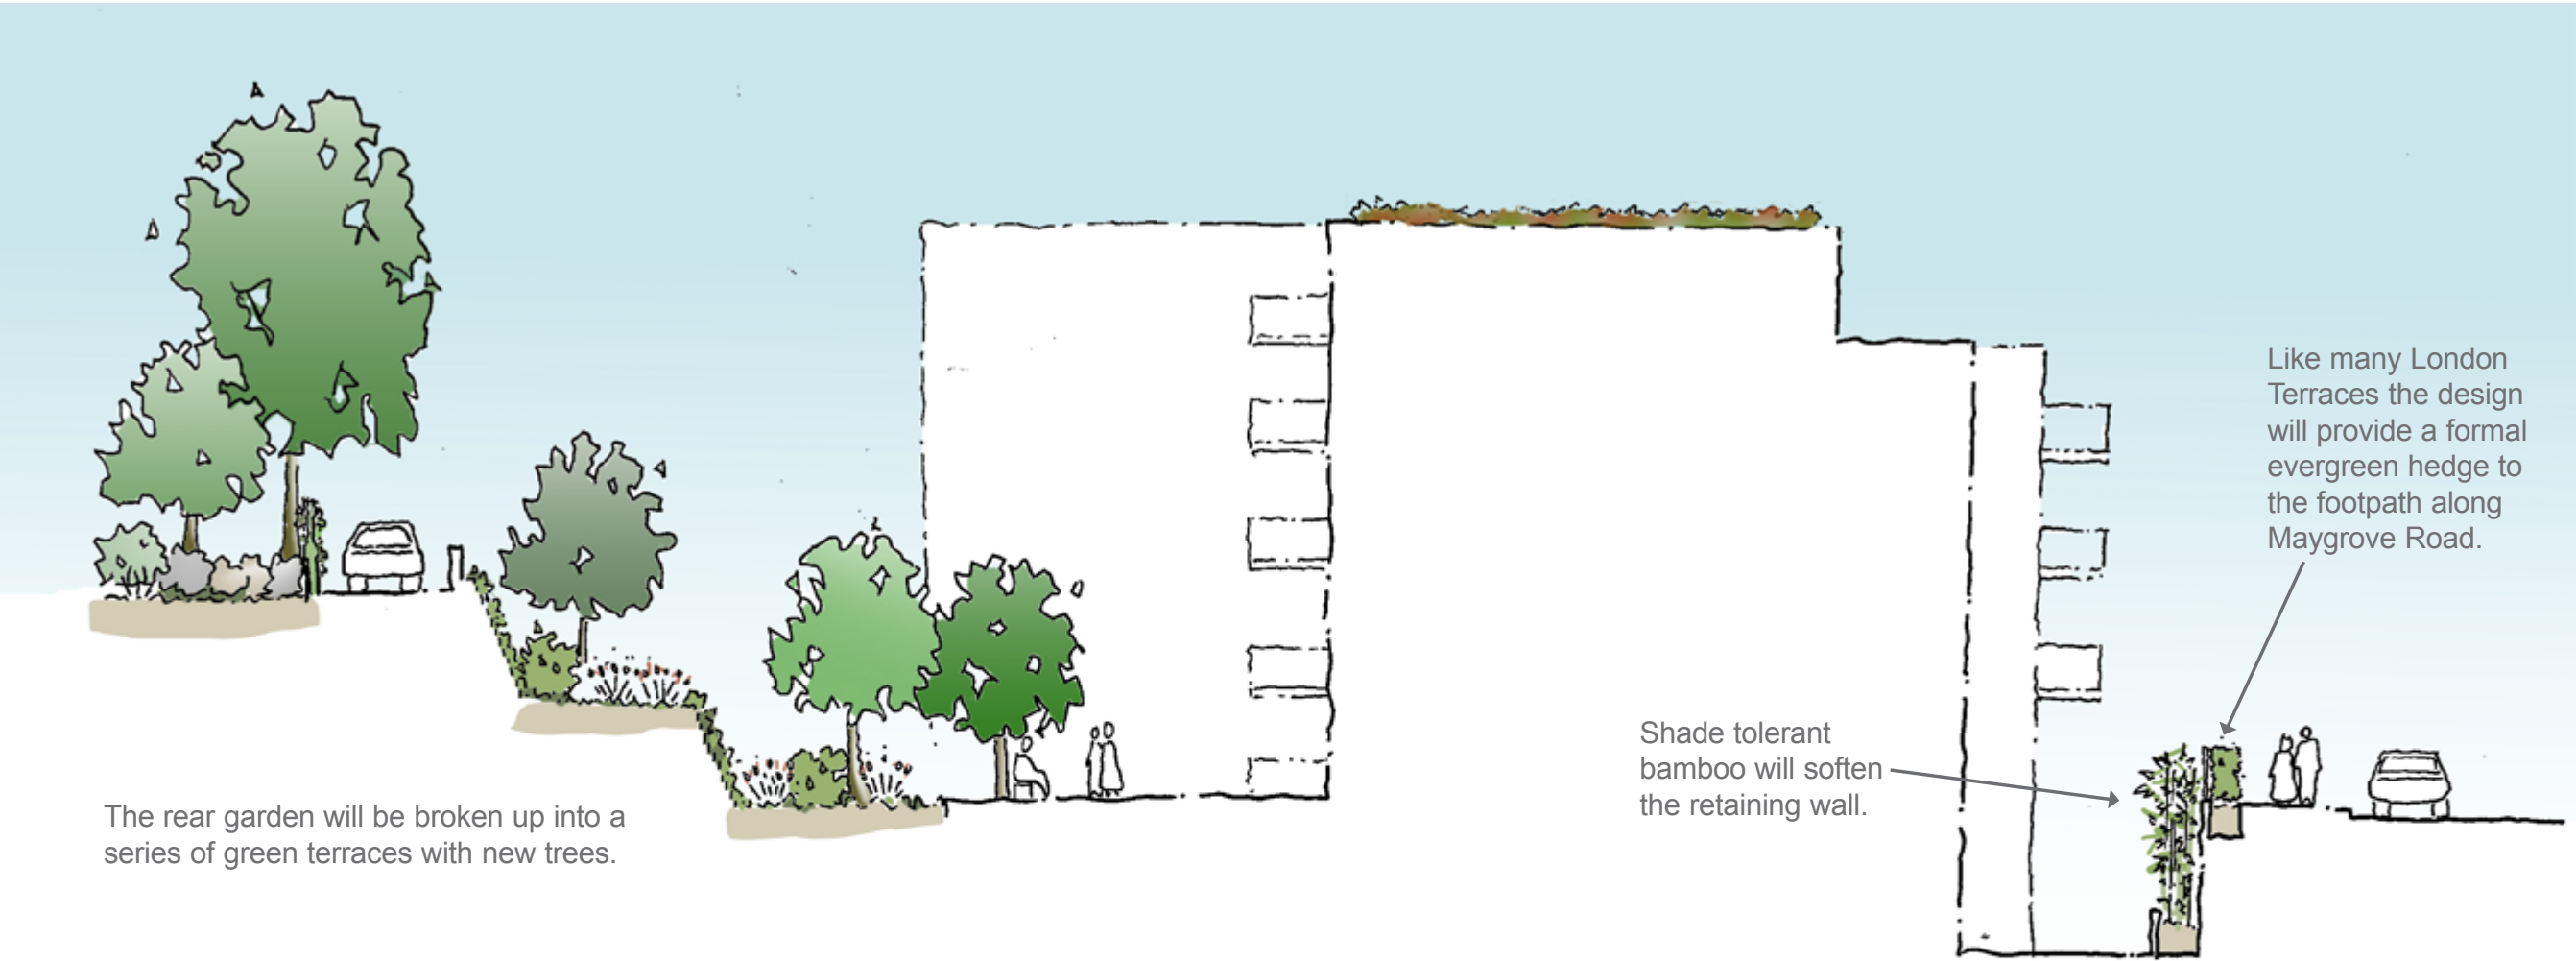 Like many London
Terraces the design
will provide a formal
evergreen hedge to
the footpath along
Maygrove Road.
Shade tolerant
bamboo will soften
the retaining wall.
The rear garden will be broken up into a
series of green terraces with new trees.